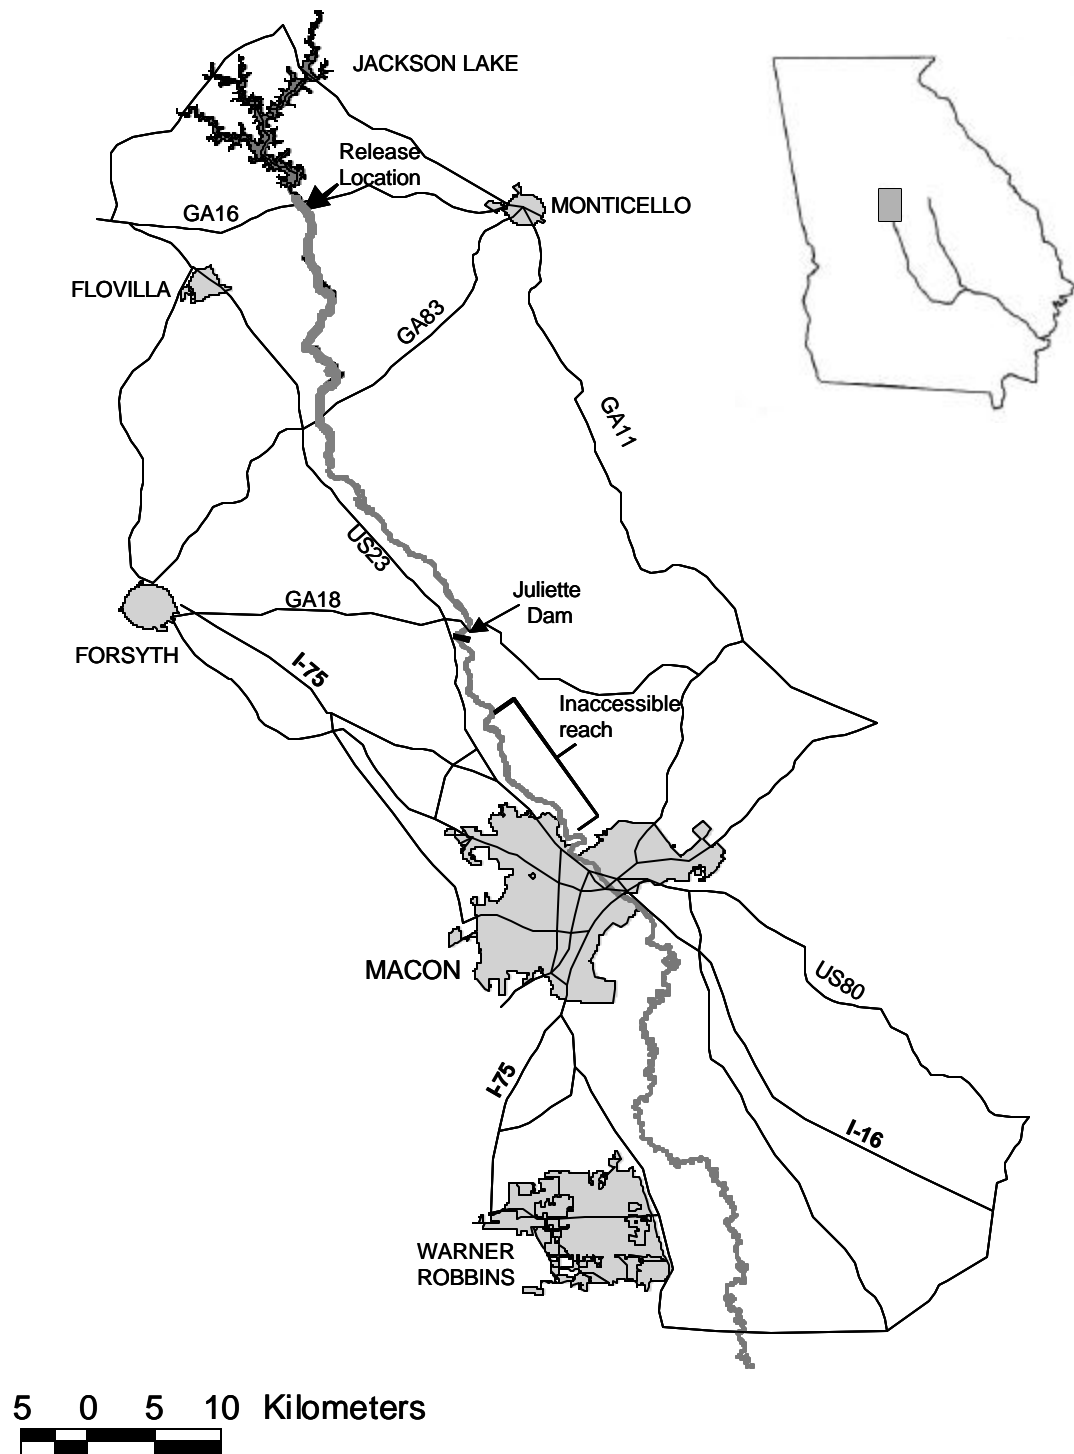 JACKSON LAKE
Release
Location
GA16
MONTICELLO
FLOVILLA
GA83
GA11
US23
Juliette
Dam
GA18
FORSYTH
I-75
Inaccessible
reach
MACON
US80
I-75
I-16
WARNER
ROBBINS
5 0 5 10 Kilometers